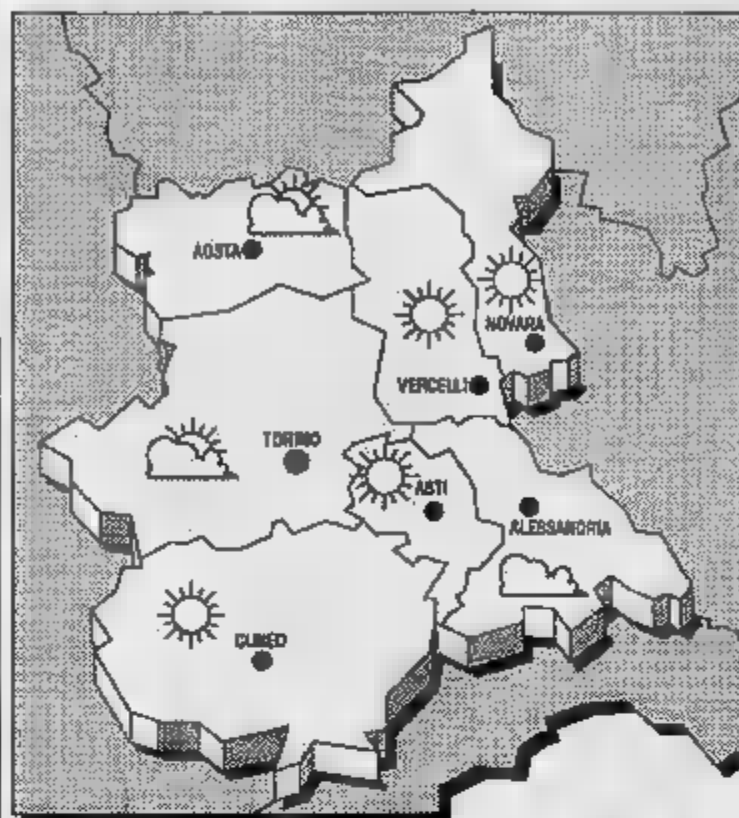 AOSTA
NOVARA
VERCELLI
TORINO
ASTI
ALESSANDRIA
CUNEO